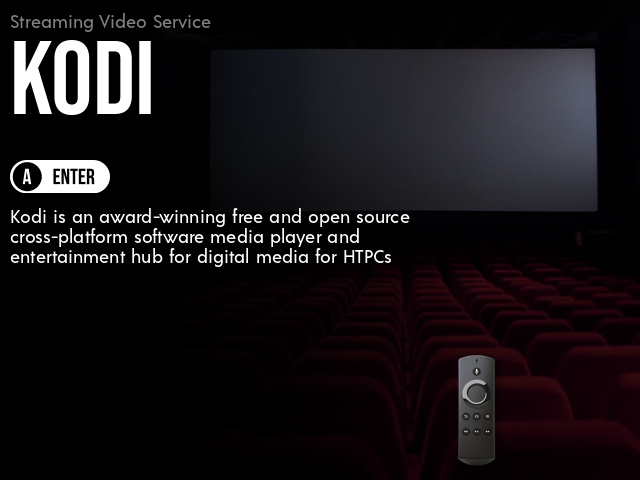 Streaming Video Service
KODI
A ENTER
Kodi is an award-winning free and open source
cross-platform software media player and
entertainment hub for digital media for HTPCs